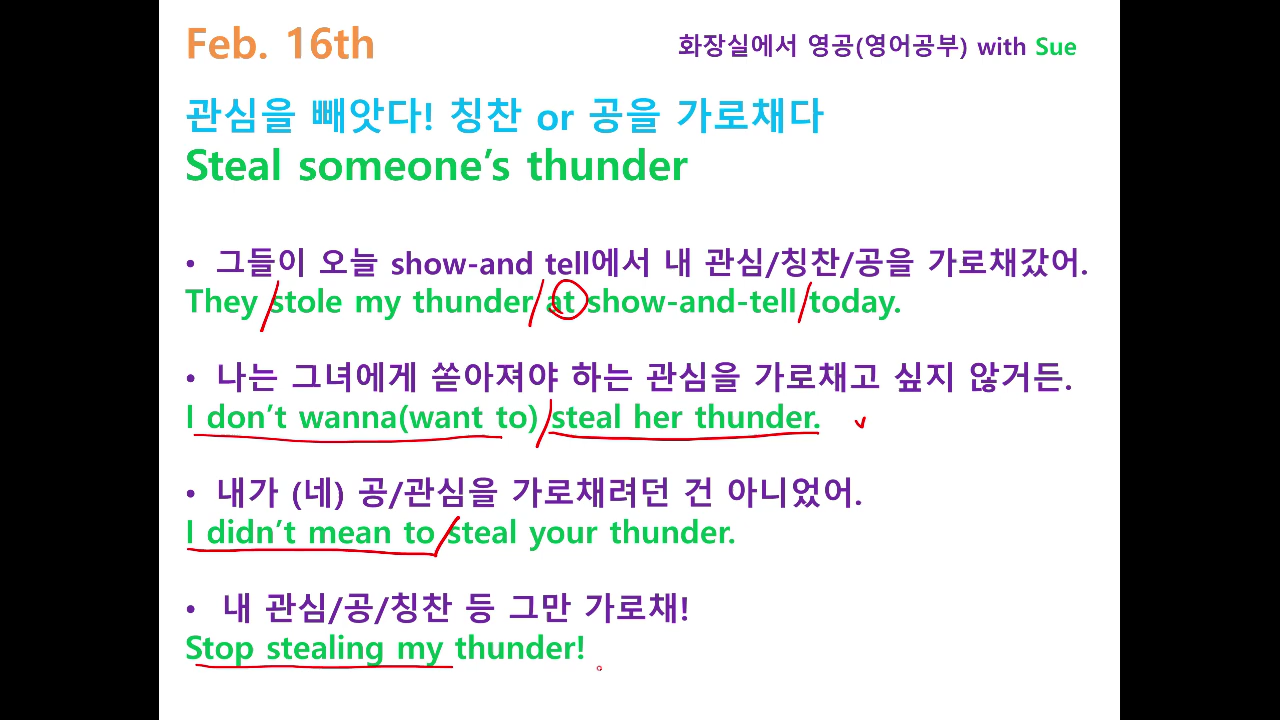 Feb. 16th
화장실에서 영공(영어공부) with Sue
관심을 빼앗다! 칭찬 or 공을 가로채다
Steal someone's thunder
• 그들이 오늘 show-and tell에서 내 관심/칭찬/공을 가로채갔어.
They stole my thunder at show-and-tell today.
• 나는 그녀에게 쏟아져야 하는 관심을 가로채고 싶지 않거든.
I don't wanna(want to) steal her thunder.
• 내가 (네) 공/관심을 가로채려던 건 아니었어.
I didn't mean to steal your thunder.
• 내 관심/공/칭찬 등 그만 가로채!
Stop stealing my thunder!